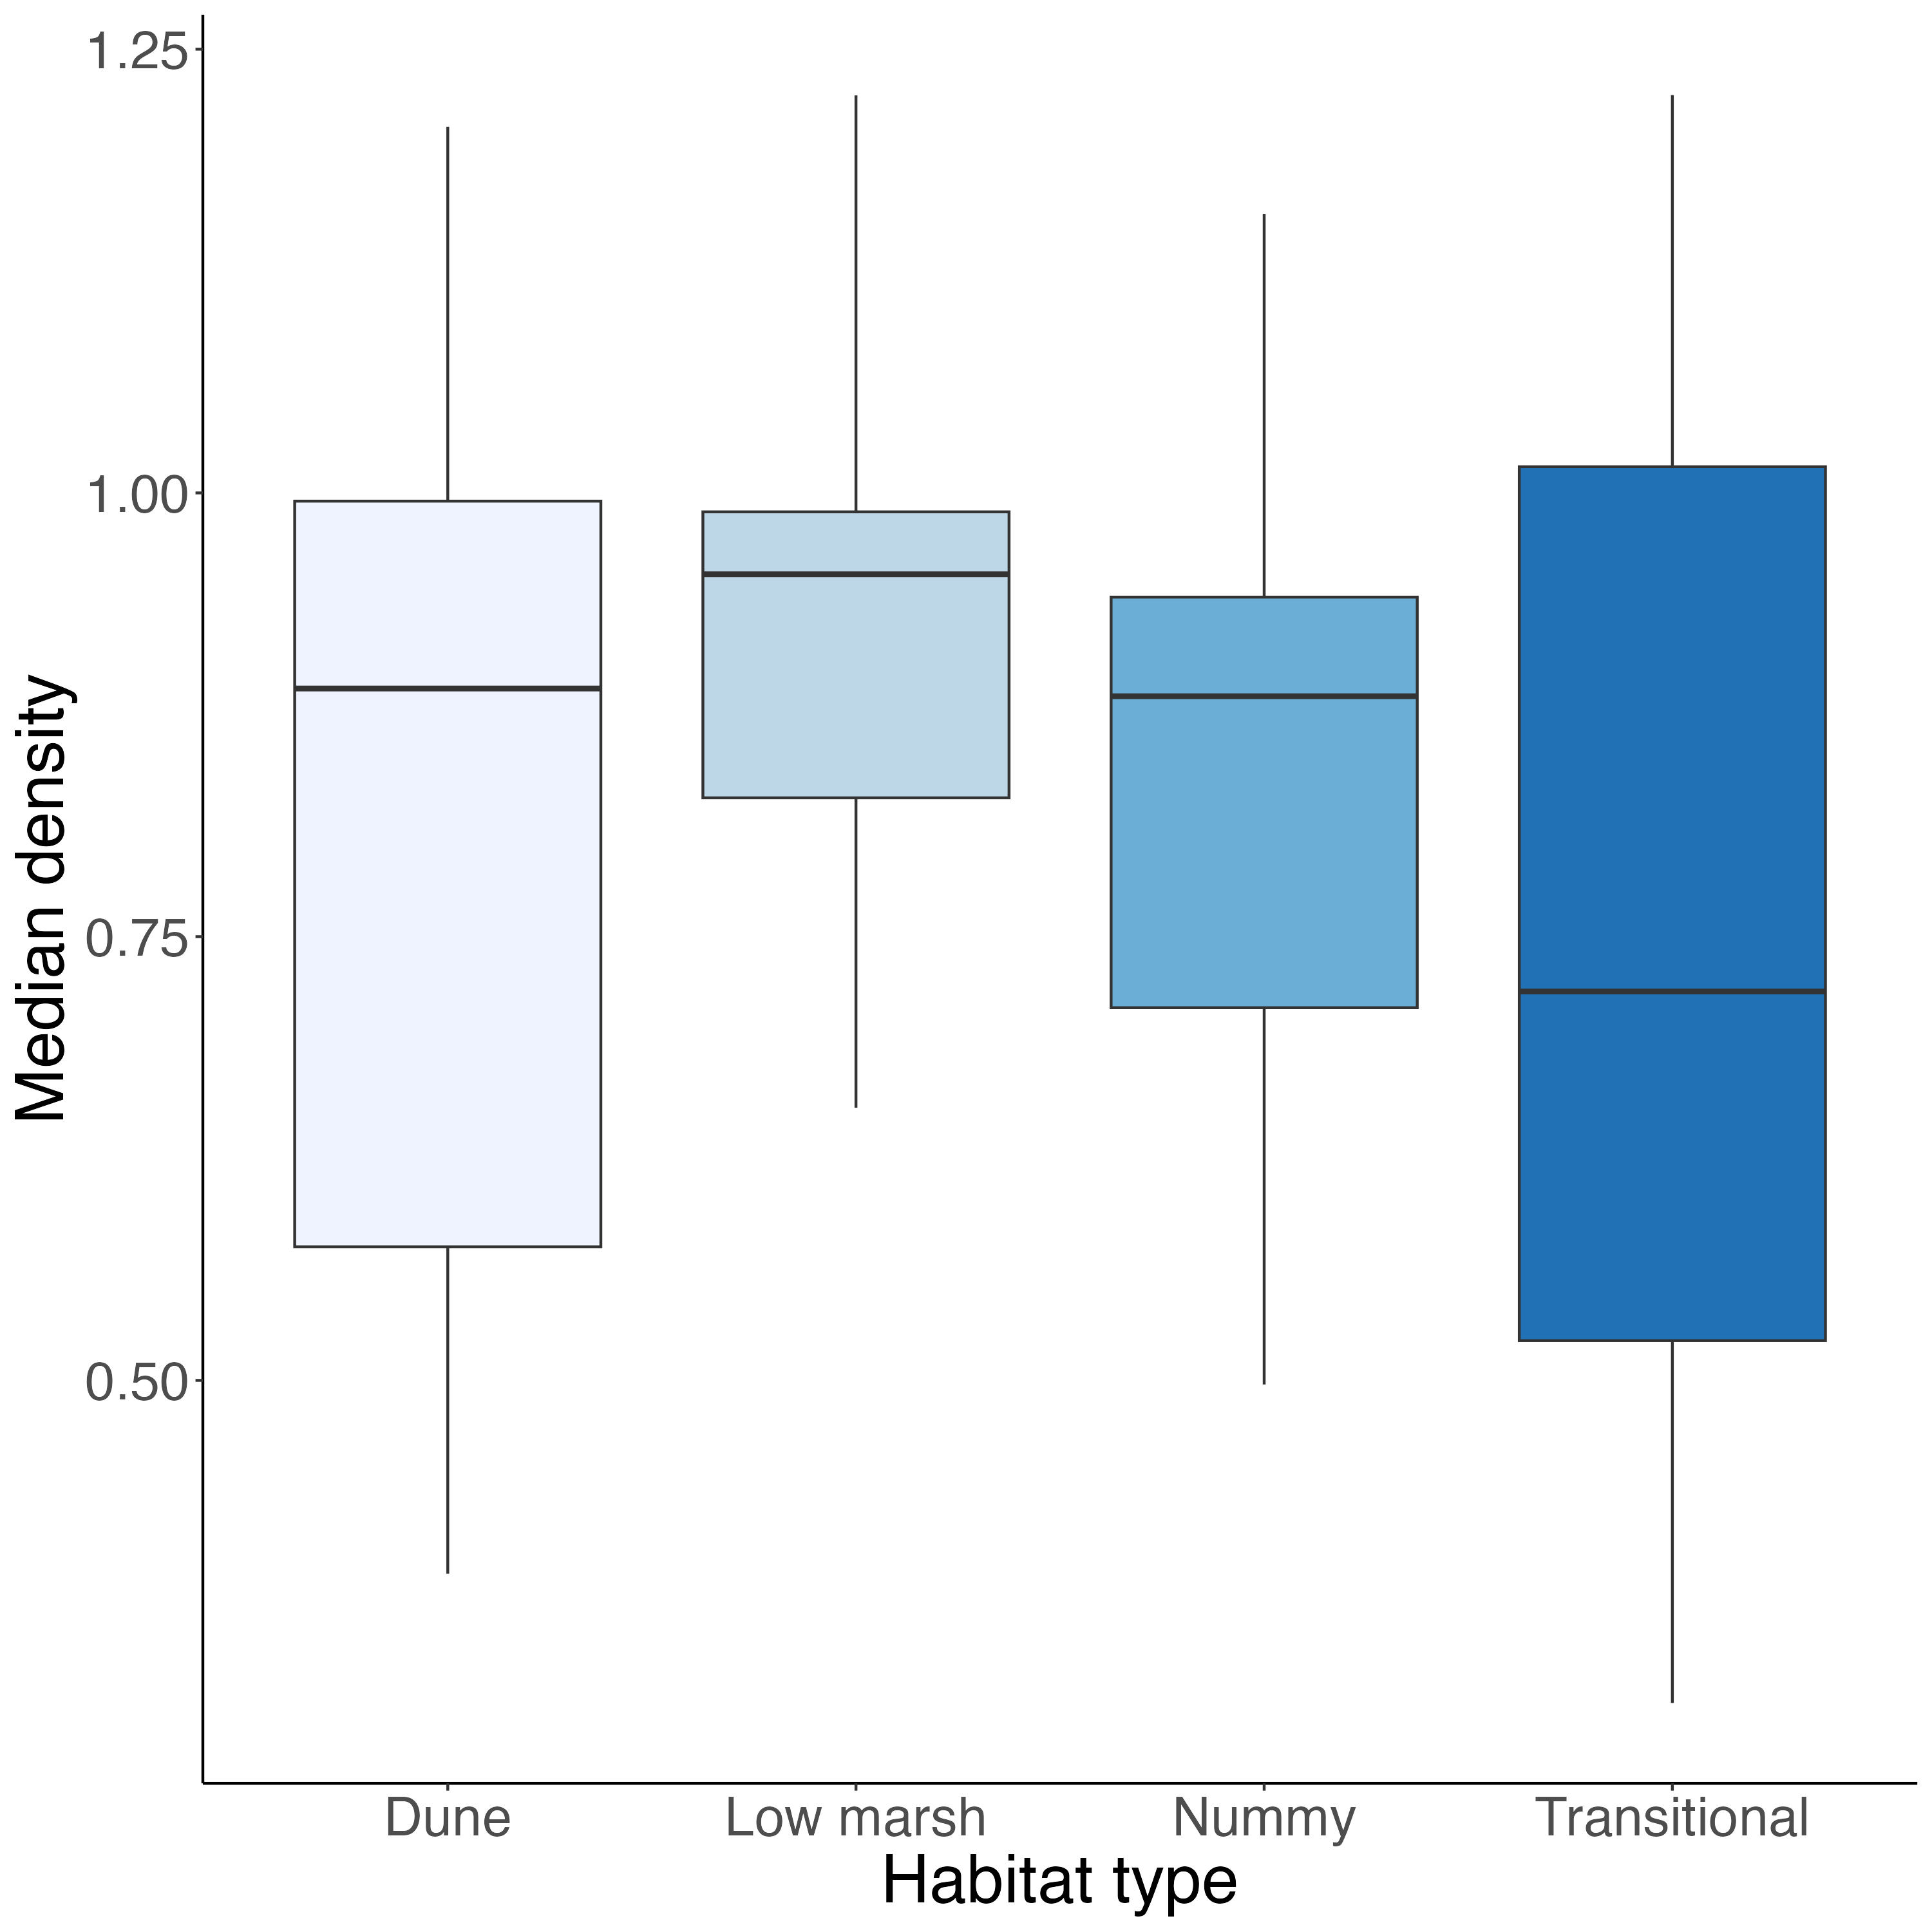 Median density
1.25
1.00
0.75
0.50
Dune Low marsh Nummy Transitional
Habitat type